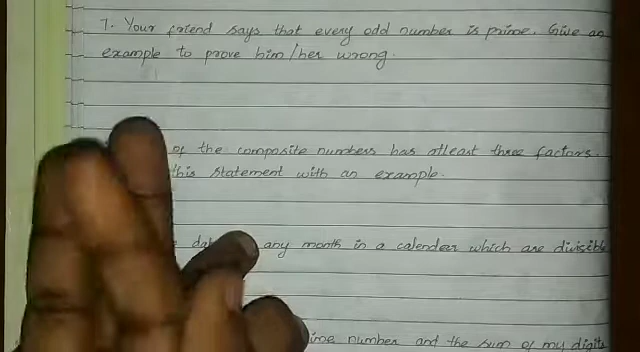 7. Your friend says that every odd number is prime. Give an
example to prove him/her wrong.
of the composite numbers has atleast three factors.
this statement with an example.
any month in a calender which are divisible
number and the sum of my digits